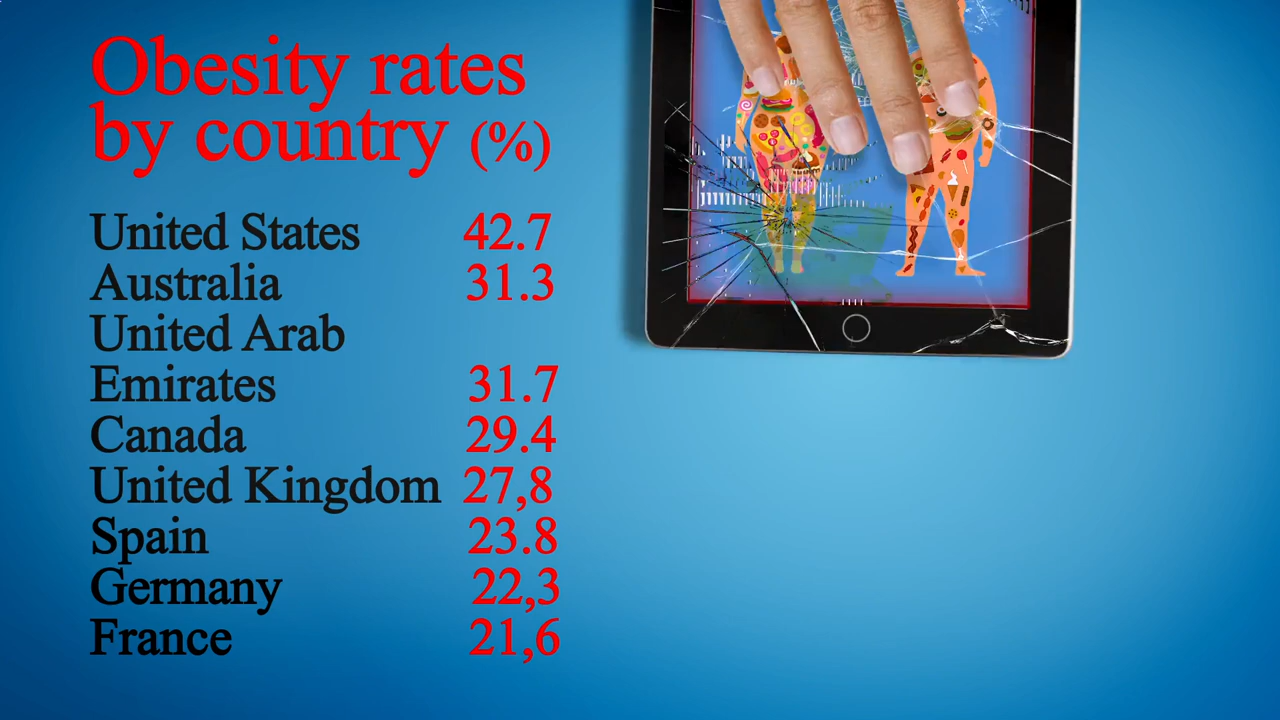 Obesity rates
by country (%)
United States 42.7
Australia 31.3
United Arab
Emirates 31.7
Canada 29.4
United Kingdom 27,8
Spain 23.8
Germany 22,3
France 21,6